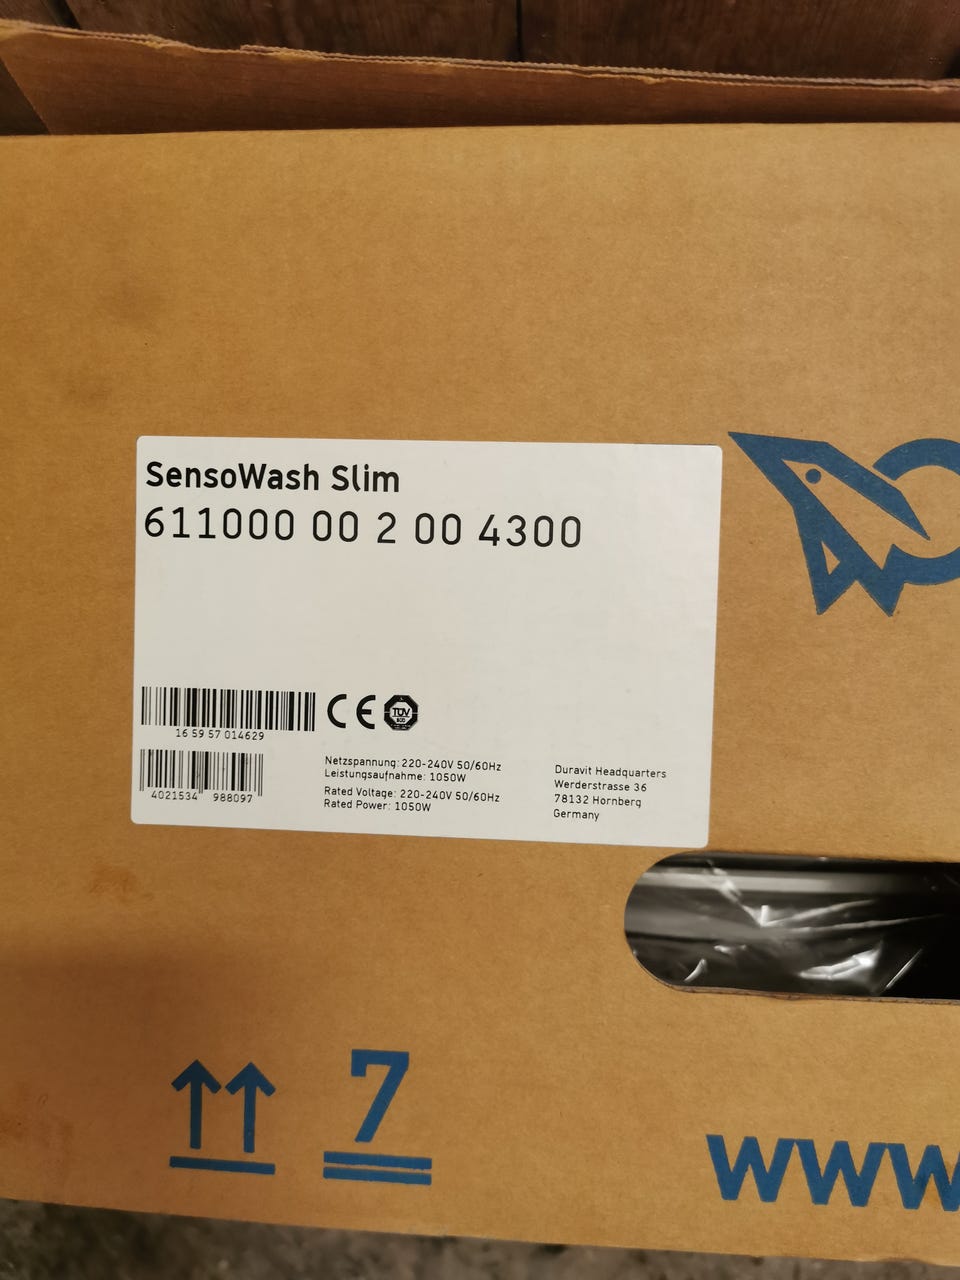 SensoWash Slim
611000 00 2 00 4300
16 59 57 014629
4021534 988097
CE
TÜV
SÜD
Netzspannung: 220-240V 50/60Hz
Leistungsaufnahme: 1050W
Rated Voltage: 220-240V 50/60Hz
Rated Power: 1050W
Duravit Headquarters
Werderstrasse 36
78132 Hornberg
Germany
7
www